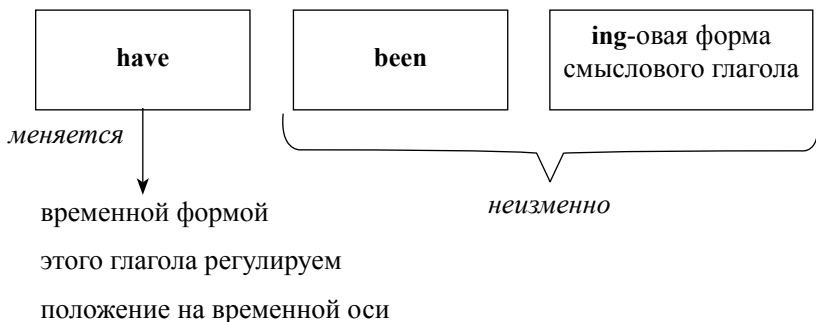 have
been
ing-овая форма
смыслового глагола
меняется
неизменно
временной формой
этого глагола регулируем
положение на временной оси